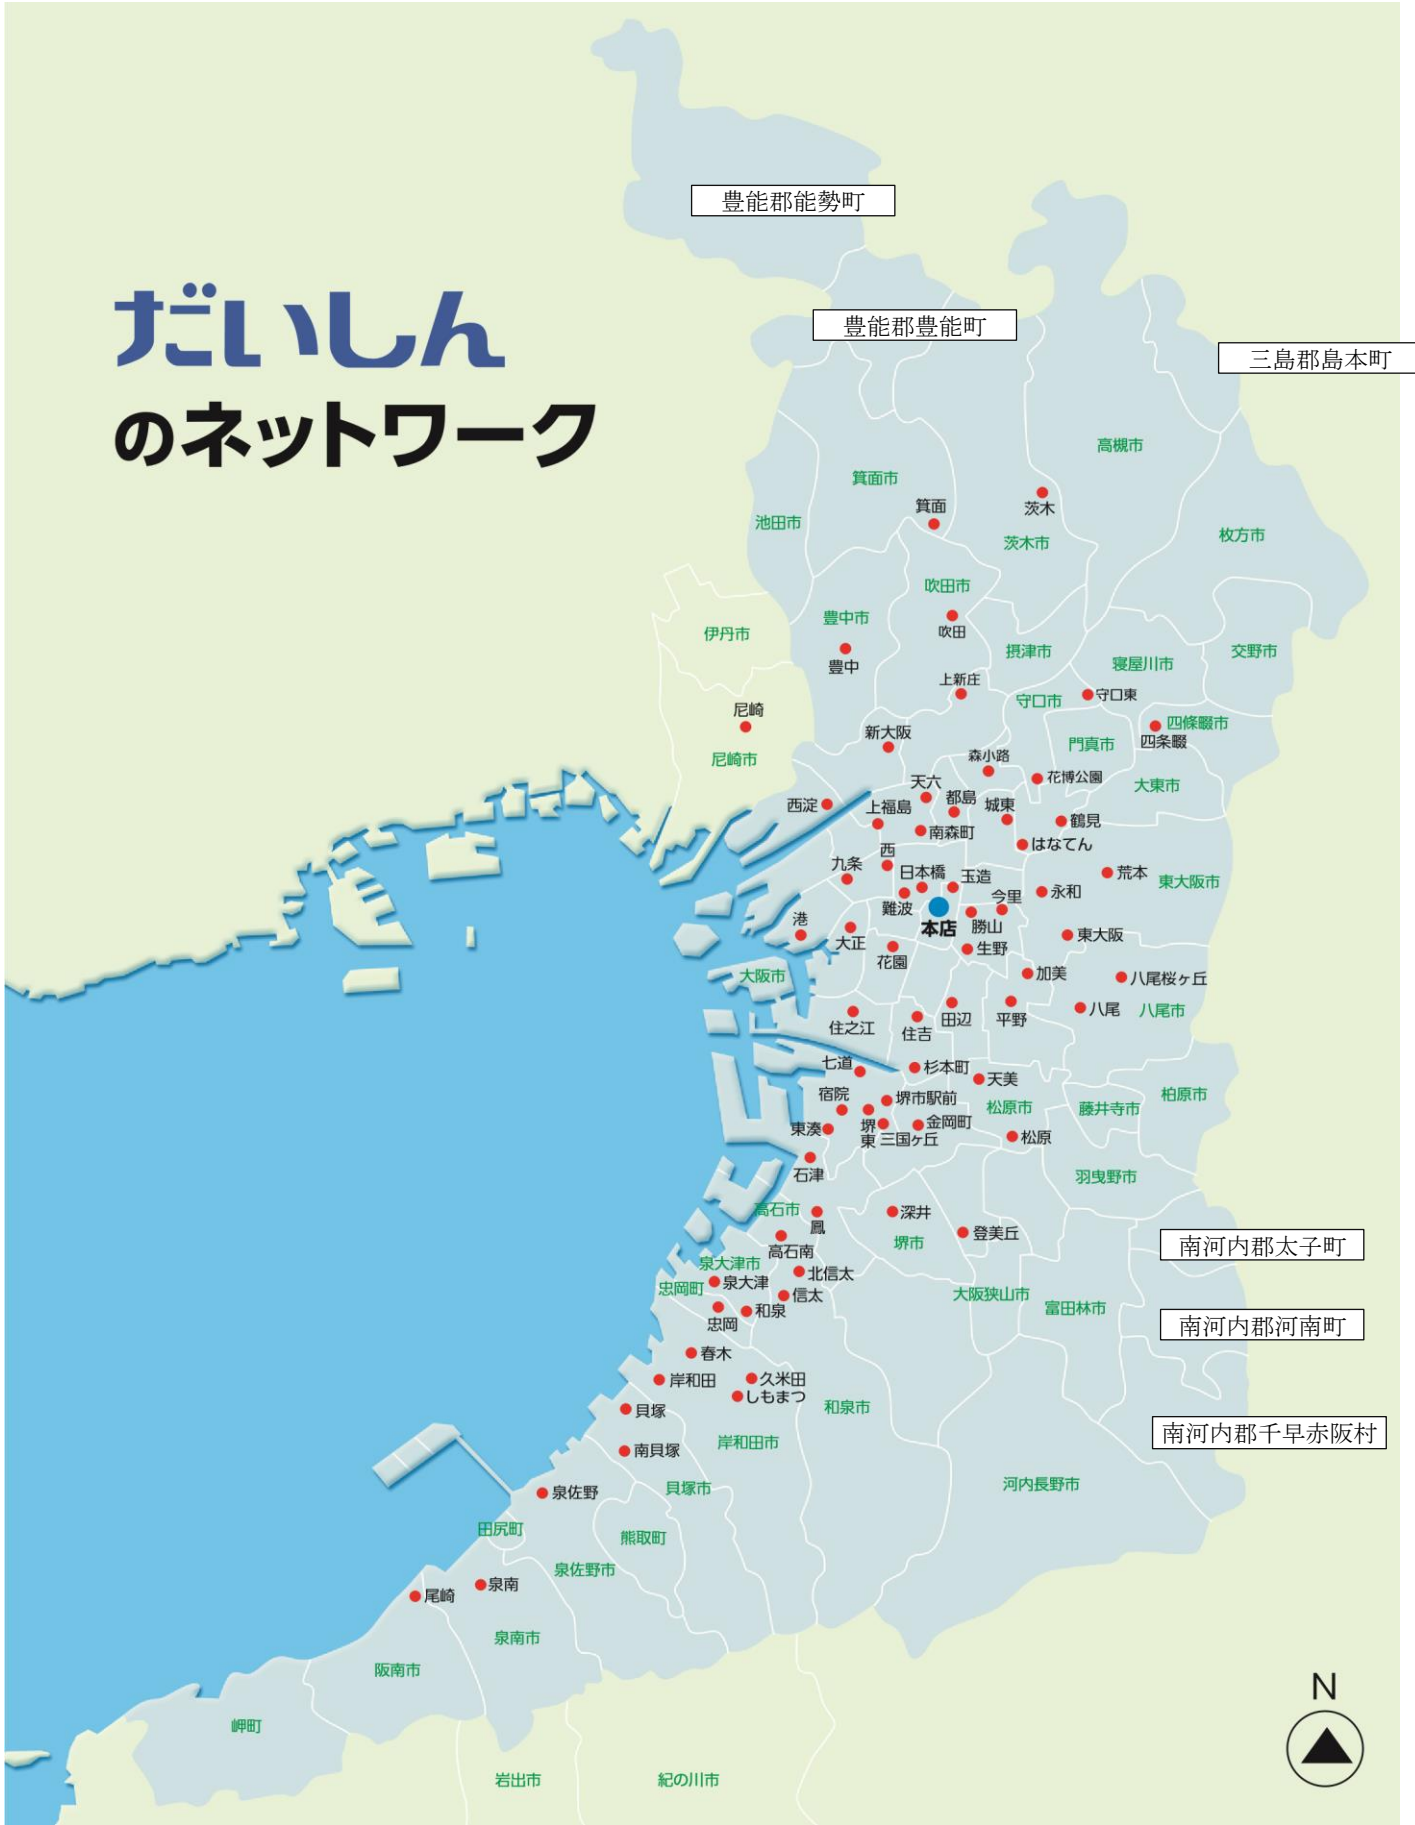 豊能郡能勢町
だいしん
のネットワーク
豊能郡豊能町
三島郡島本町
高槻市
箕面市
箕面
茨木
池田市
茨木市
枚方市
吹田市
吹田
豊中市
豊中
伊丹市
摂津市
寝屋川市
交野市
上新庄
守口市
守口東
尼崎
尼崎市
新大阪
門真市
四條畷市
四条畷
森小路
花博公園
大東市
天六
都島
城東
西淀
上福島
南森町
鶴見
はなてん
西
九条
日本橋
玉造
荒本
東大阪市
今里
永和
難波
本店
勝山
港
大正
花園
生野
東大阪
大阪市
加美
八尾桜ヶ丘
住之江
住吉
田辺
平野
八尾
八尾市
七道
杉本町
天美
宿院
堺市駅前
松原市
藤井寺市
柏原市
東湊
堺東
三国ヶ丘
金岡町
松原
石津
羽曳野市
高石市
鳳
深井
堺市
登美丘
南河内郡太子町
高石南
泉大津市
泉大津
北信太
忠岡町
信太
大阪狭山市
富田林市
忠岡
和泉
南河内郡河南町
春木
岸和田
久米田
しもまつ
和泉市
貝塚
岸和田市
南河内郡千早赤阪村
南貝塚
貝塚市
河内長野市
泉佐野
田尻町
熊取町
泉佐野市
泉南
尾崎
泉南市
阪南市
岬町
岩出市
紀の川市
N